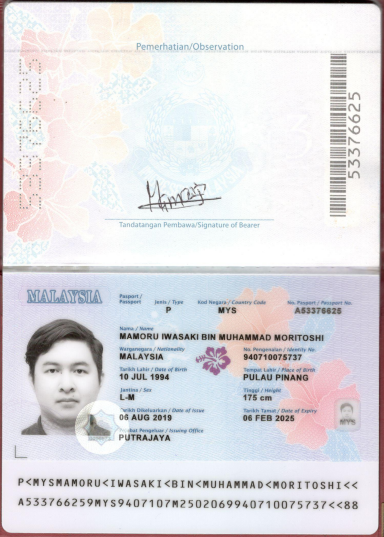 Pemerhatian/Observation
53376625
53376625
Tandatangan Pembawa/Signature of Bearer
MALAYSIA
Pasport / Passport
Jenis / Type
P
Kod Negara / Country Code
MYS
No. Pasport / Passport No.
A53376625
Nama / Name
MAMORU IWASAKI BIN MUHAMMAD MORITOSHI
Warganegara / Nationality
MALAYSIA
No. Pengenalan / Identity No.
940710075737
Tarikh Lahir / Date of Birth
10 JUL 1994
Tempat Lahir / Place of Birth
PULAU PINANG
Jantina / Sex
L-M
Tinggi / Height
175 cm
Tarikh Dikeluarkan / Date of Issue
06 AUG 2019
Tarikh Tamat / Date of Expiry
06 FEB 2025
Pejabat Pengeluar / Issuing Office
PUTRAJAYA
MYS
P<MYSMAMORU<IWASAKI<BIN<MUHAMMAD<MORITOSHI<<
A533766259MYS9407107M2502069940710075737<<88